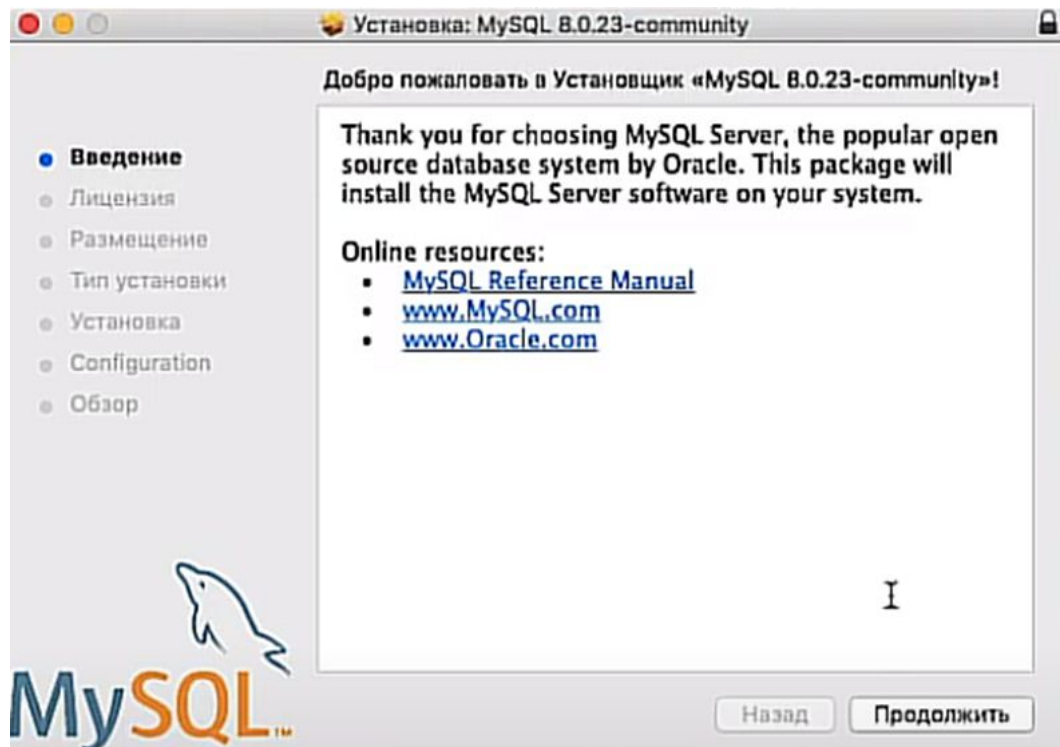 Установка: MySQL 8.0.23-community
Добро пожаловать в Установщик «MySQL 8.0.23-community»!
Введение
Лицензия
Размещение
Тип установки
Установка
Configuration
Обзор
Thank you for choosing MySQL Server, the popular open
source database system by Oracle. This package will
install the MySQL Server software on your system.
Online resources:
• MySQL Reference Manual
• www.MySQL.com
• www.Oracle.com
MySQL™
Назад
Продолжить